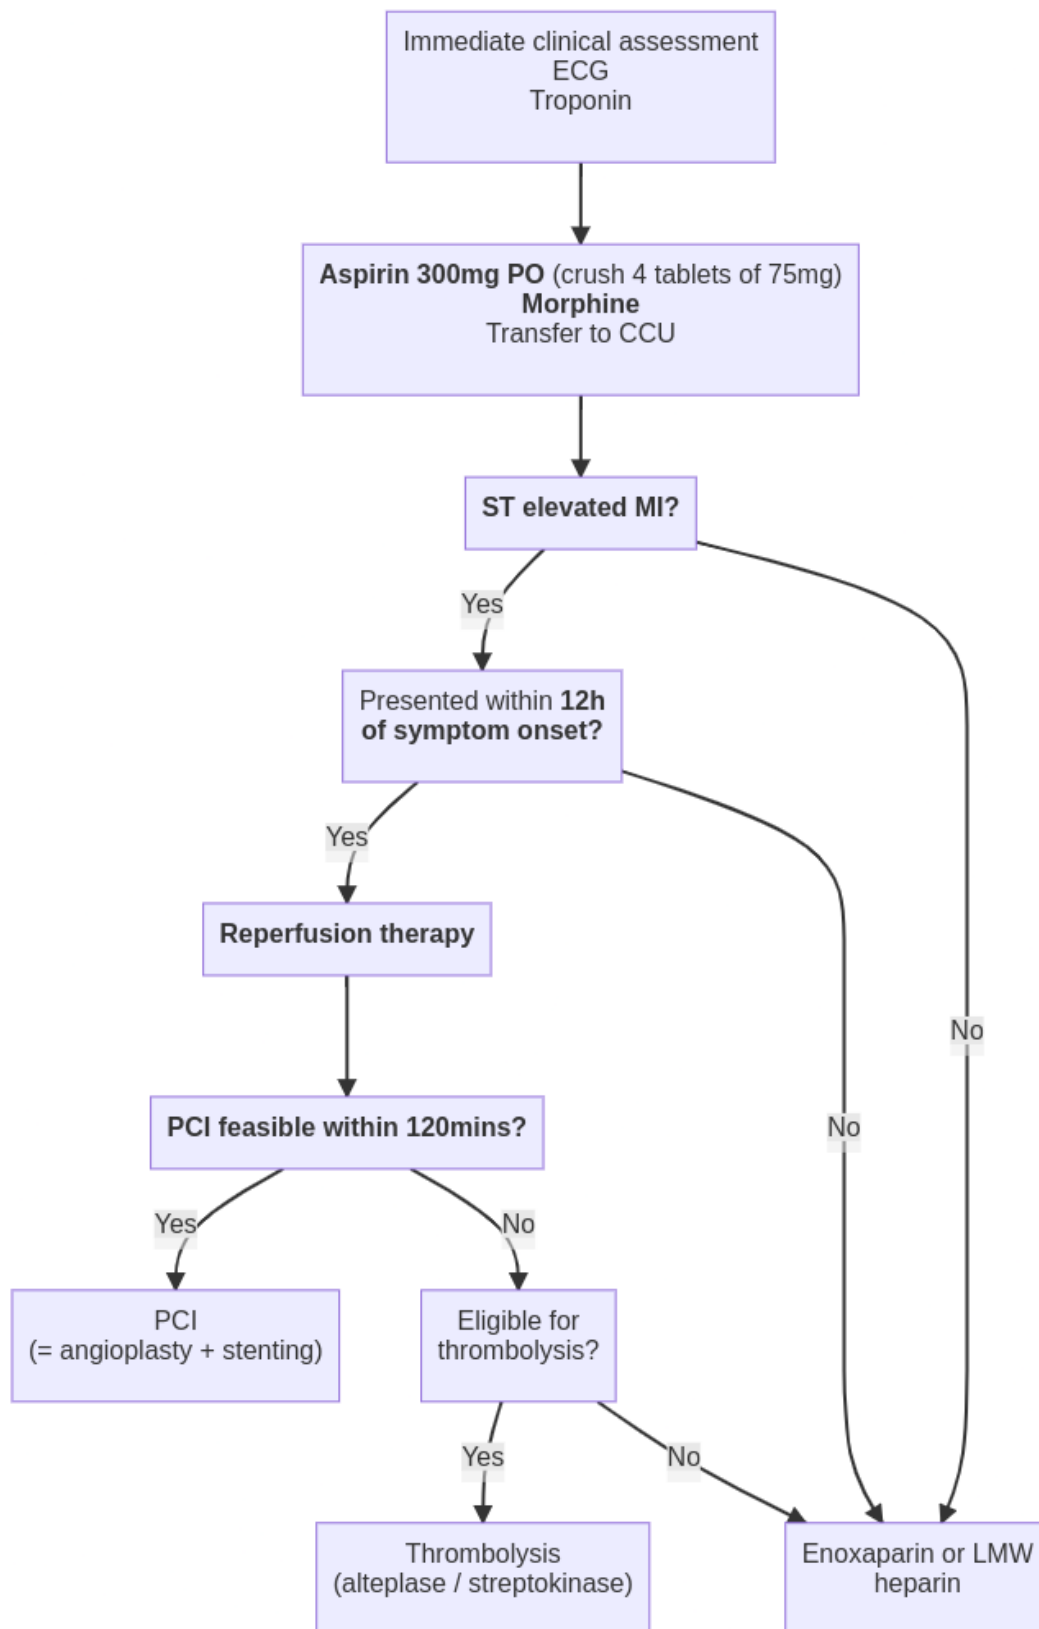 Immediate clinical assessment
ECG
Troponin
Aspirin 300mg PO (crush 4 tablets of 75mg)
Morphine
Transfer to CCU
ST elevated MI?
Yes
Presented within 12h
of symptom onset?
Yes
Reperfusion therapy
No
PCI feasible within 120mins?
No
Yes
No
PCI
(= angioplasty + stenting)
Eligible for
thrombolysis?
Yes
No
Thrombolysis
(alteplase / streptokinase)
Enoxaparin or LMW
heparin